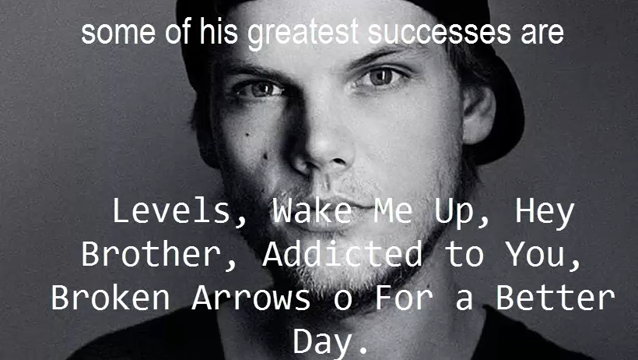 some of his greatest successes are
Levels, Wake Me Up, Hey
Brother, Addicted to You,
Broken Arrows o For a Better
Day.